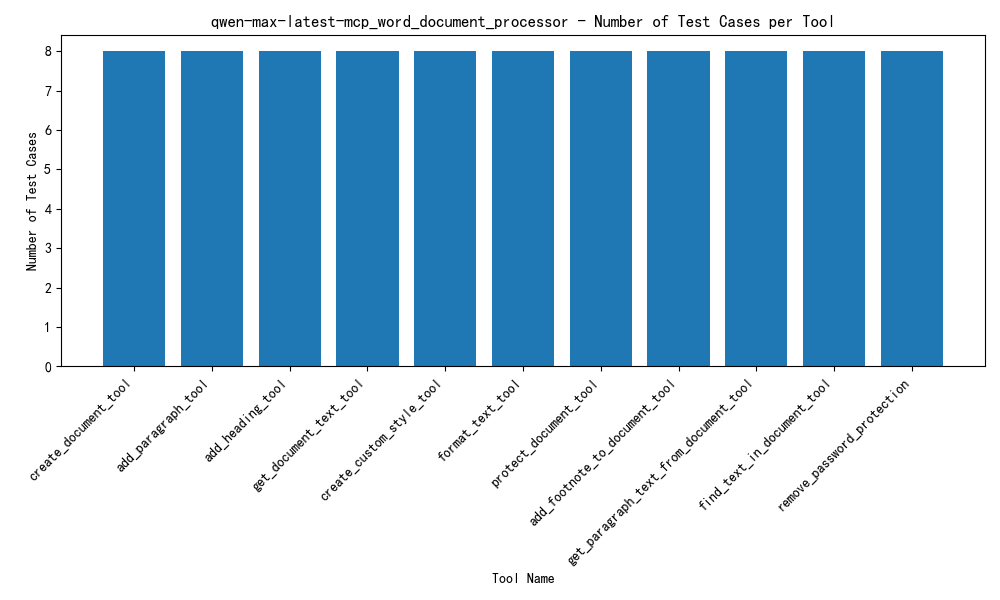 qwen-max-latest-mcp_word_document_processor - Number of Test Cases per Tool
Number of Test Cases
8
7
6
5
4
3
2
1
0
create_document_tool
add_paragraph_tool
add_heading_tool
get_document_text_tool
create_custom_style_tool
format_text_tool
protect_document_tool
add_footnote_to_document_tool
get_paragraph_text_from_document_tool
find_text_in_document_tool
remove_password_protection
Tool Name